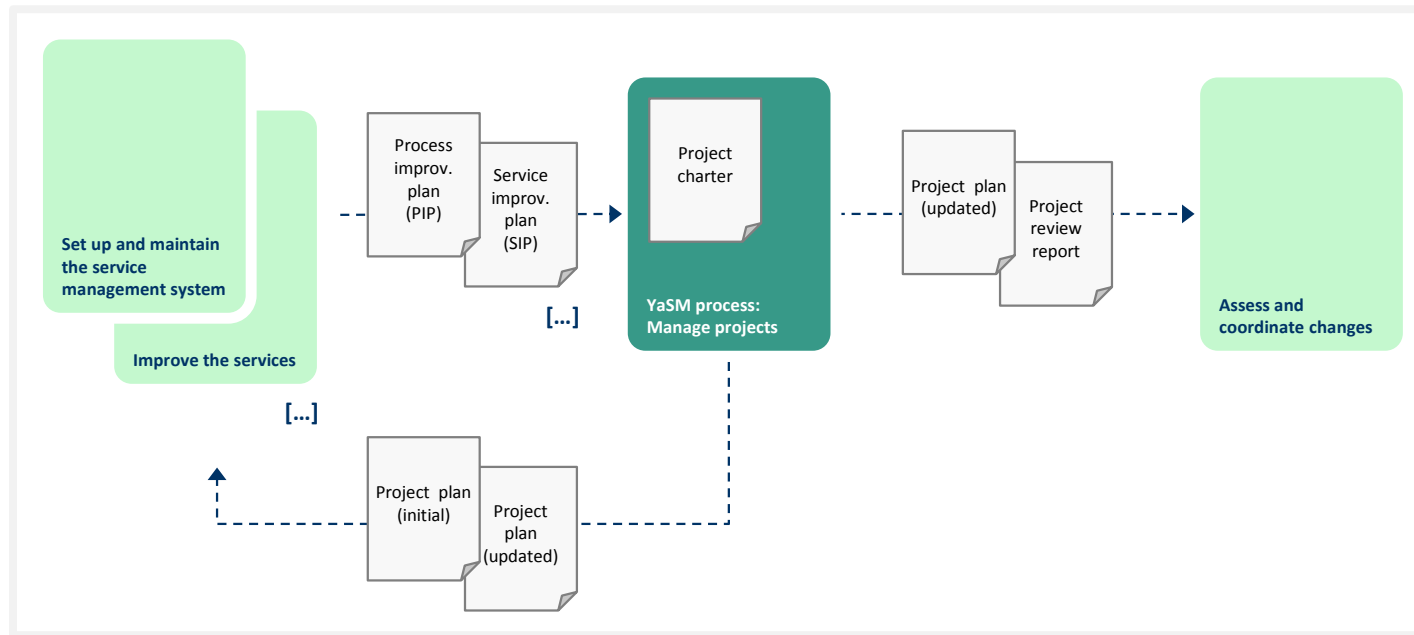 Set up and maintain
the service
management system
Improve the services
[...]
Process
improv.
plan
(PIP)
Service
improv.
plan
(SIP)
[...]
Project
charter
YaSM process:
Manage projects
Project plan
(updated)
Project
review
report
Assess and
coordinate changes
Project plan
(initial)
Project
plan
(updated)